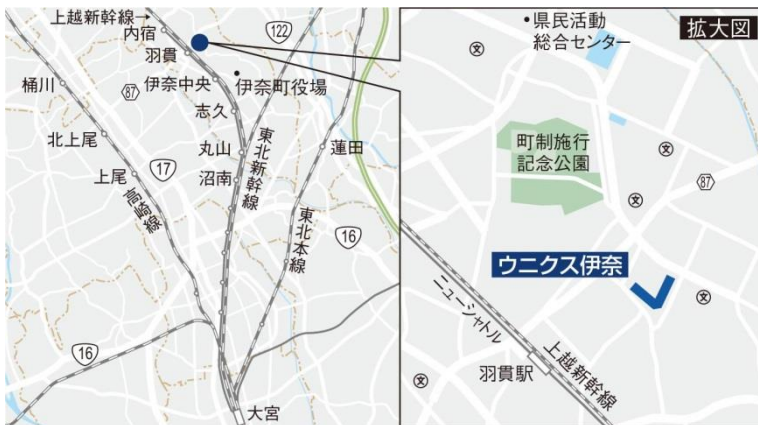 上越新幹線→
内宿
羽貫
122
桶川
87
伊奈中央
伊奈町役場
志久
北上尾
17
丸山
蓮田
上尾
沼南
東北新幹線
高崎線
東北本線
16
16
大宮
拡大図
県民活動
総合センター
文
町制施行
記念公園
文
87
文
ウニクス伊奈
文
ニューシャトル
上越新幹線
羽貫駅
文
文